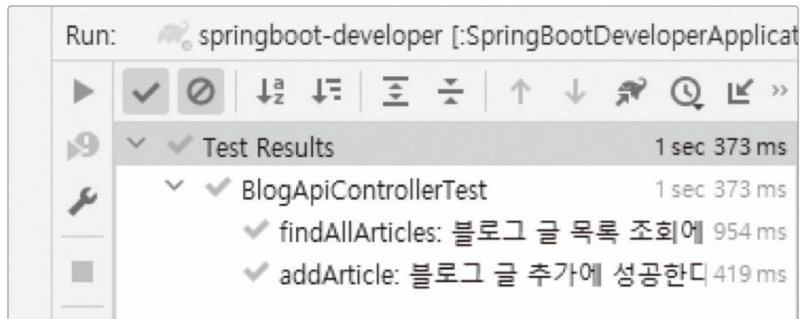 Run: springboot-developer [:SpringBootDeveloperApplicat
Test Results 1 sec 373 ms
BlogApiControllerTest 1 sec 373 ms
findAllArticles: 블로그 글 목록 조회에 954 ms
addArticle: 블로그 글 추가에 성공한다 419 ms